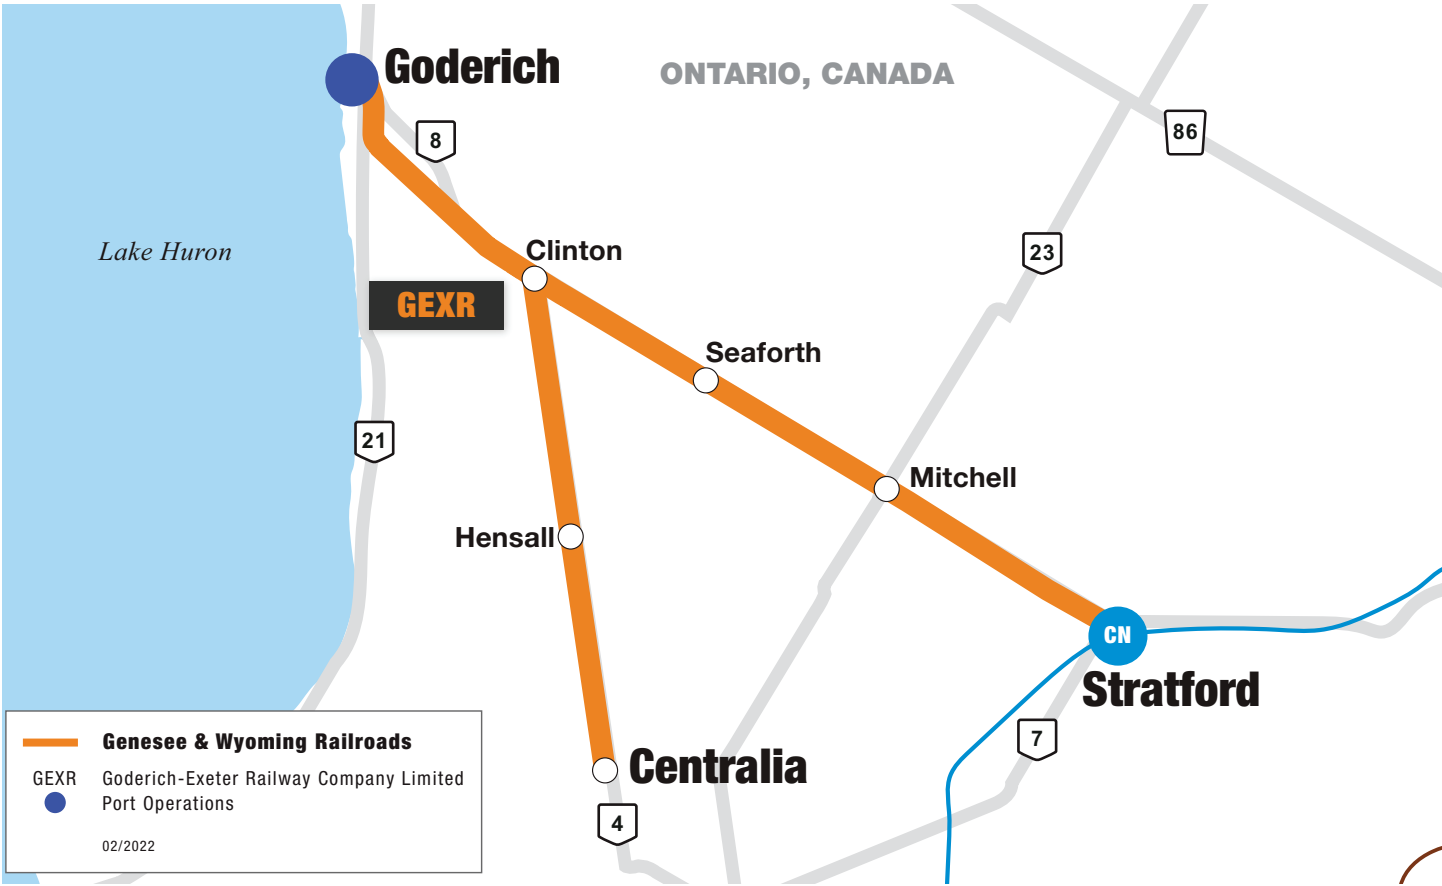 Goderich
ONTARIO, CANADA
8
86
Lake Huron
Clinton
23
GEXR
Seaforth
21
Mitchell
Hensall
CN
Stratford
7
Centralia
4
Genesee & Wyoming Railroads
GEXR Goderich-Exeter Railway Company Limited
Port Operations
02/2022